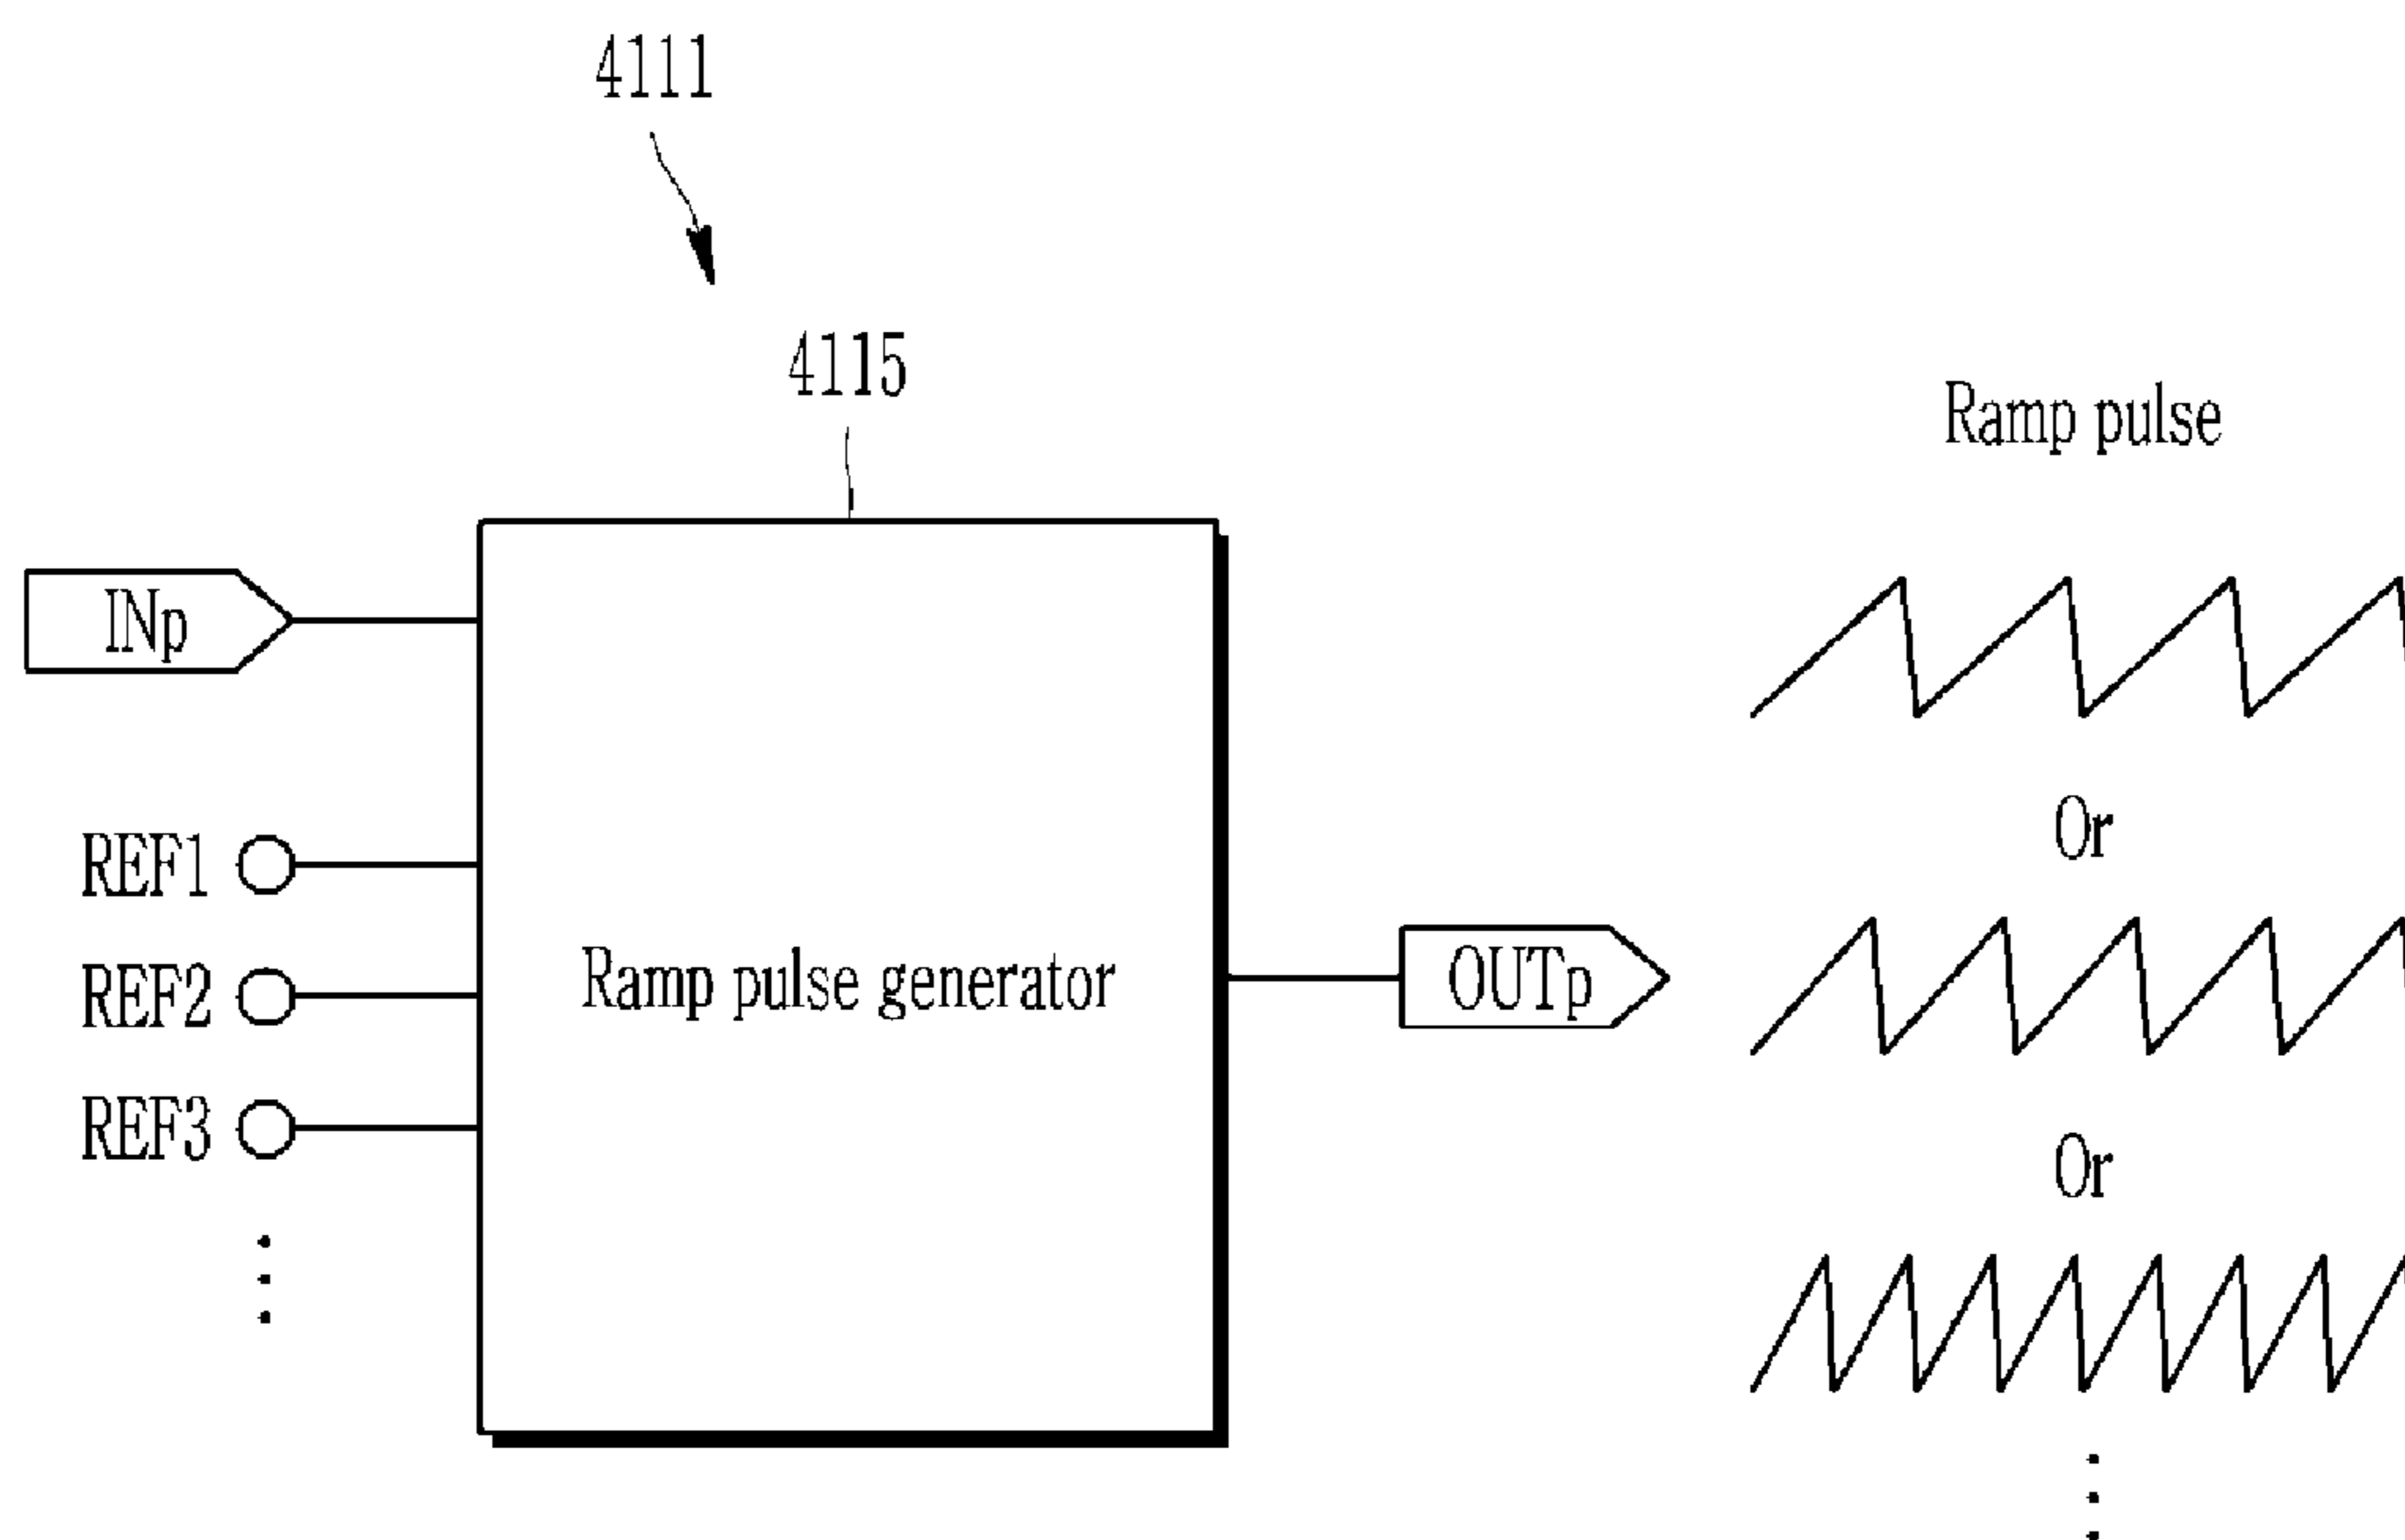 4111
4115
Ramp pulse
INp
Or
REF1
REF2
Ramp pulse generator
OUTp
REF3
Or